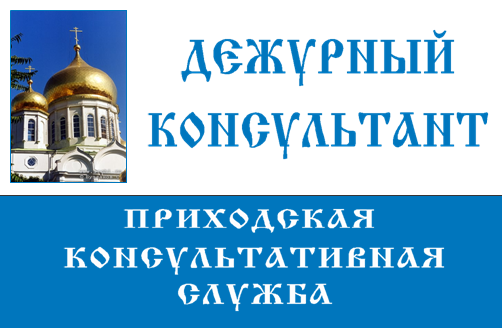 ДЕЖУРНЫЙ
КОНСУЛЬТАНТ
ПРИХОДСКАЯ
КОНСУЛЬТАТИВНАЯ
СЛУЖБА